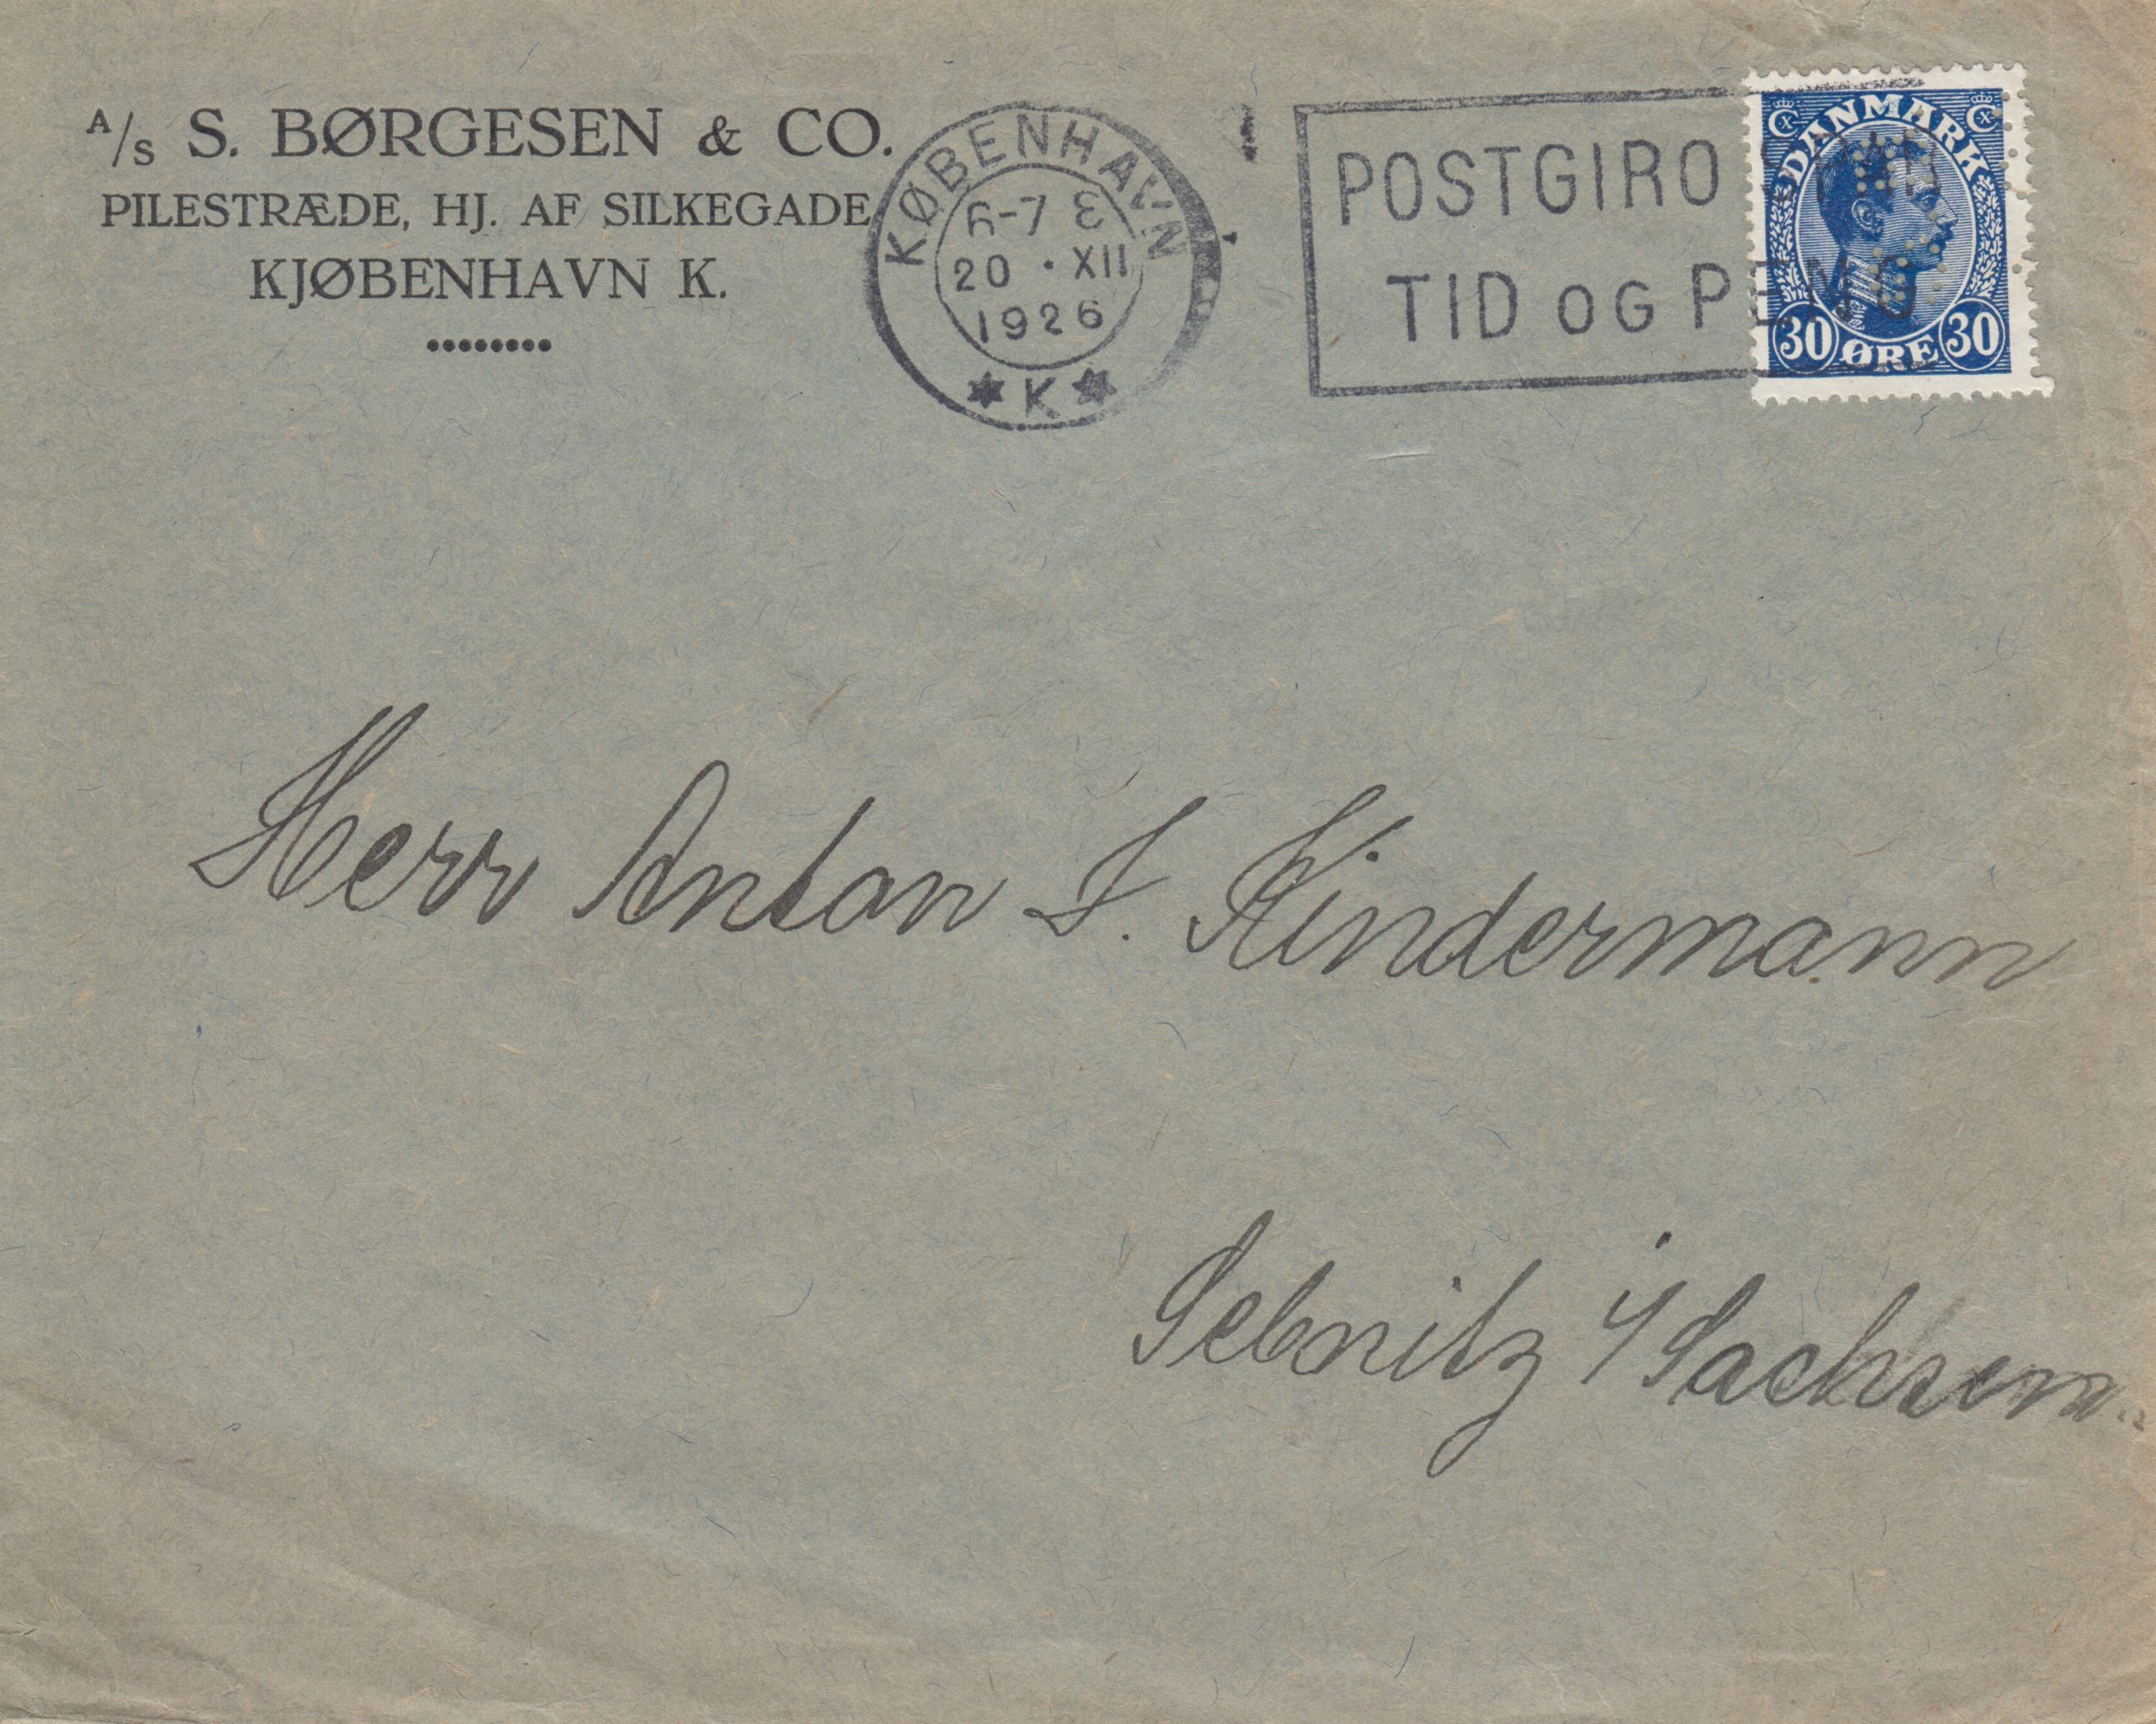 A/S S. BØRGESEN & CO.
PILESTRÆDE, HJ. AF SILKEGADE
KJØBENHAVN K.
KØBENHAVN
6-7 E
20 · XII
1926
K
POSTGIRO
TID OG PENG
DANMARK
30 ØRE 30
Herr Anton J. Kindermann
Sebnitz i/Sachsen